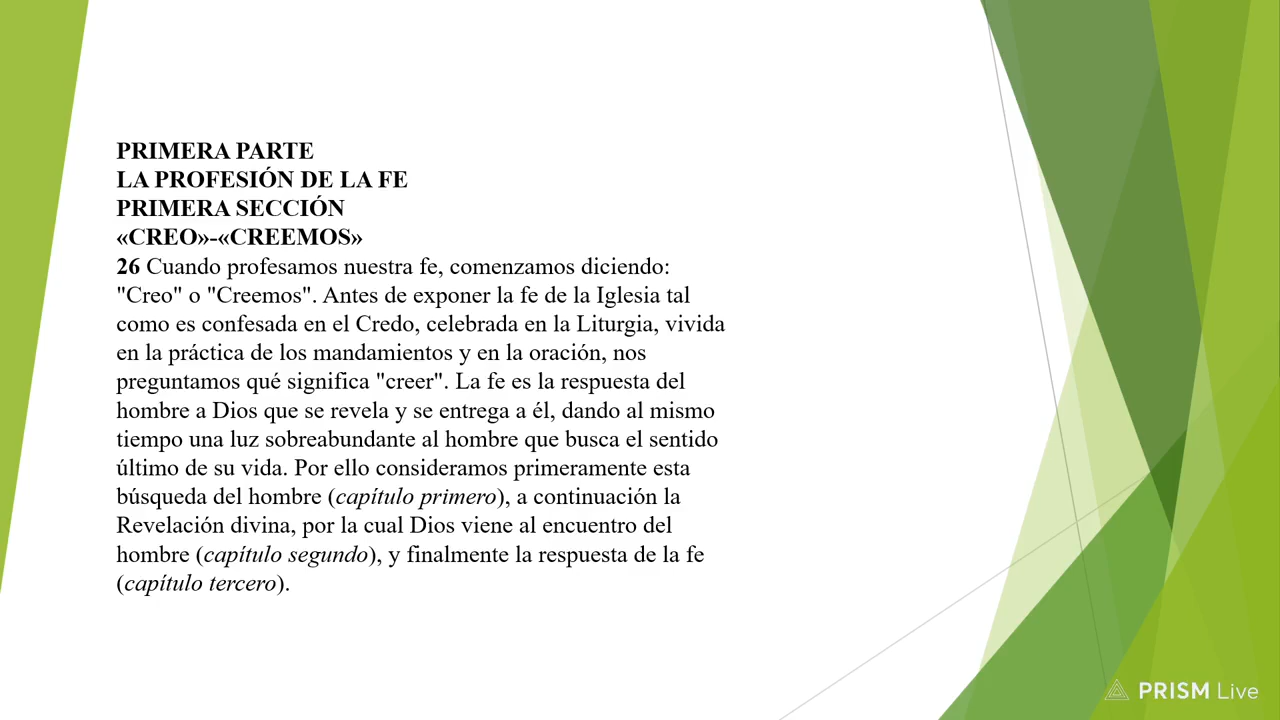 PRIMERA PARTE
LA PROFESIÓN DE LA FE
PRIMERA SECCIÓN
«CREO»-«CREEMOS»
26 Cuando profesamos nuestra fe, comenzamos diciendo:
"Creo" o "Creemos". Antes de exponer la fe de la Iglesia tal
como es confesada en el Credo, celebrada en la Liturgia, vivida
en la práctica de los mandamientos y en la oración, nos
preguntamos qué significa "creer". La fe es la respuesta del
hombre a Dios que se revela y se entrega a él, dando al mismo
tiempo una luz sobreabundante al hombre que busca el sentido
último de su vida. Por ello consideramos primeramente esta
búsqueda del hombre (capítulo primero), a continuación la
Revelación divina, por la cual Dios viene al encuentro del
hombre (capítulo segundo), y finalmente la respuesta de la fe
(capítulo tercero).
PRISM Live